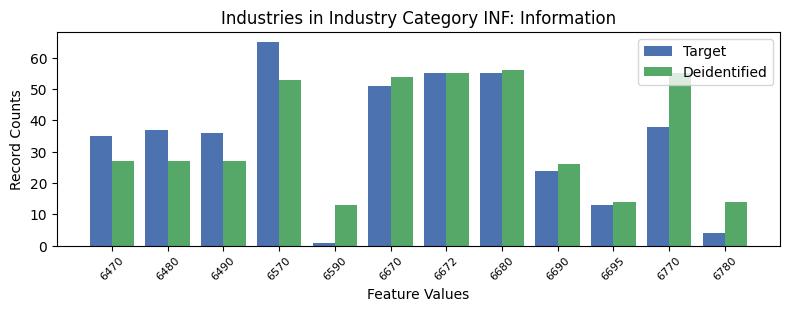 Industries in Industry Category INF: Information
Target
Deidentified
Record Counts
60
50
40
30
20
10
0
6470 6480 6490 6570 6590 6670 6672 6680 6690 6695 6770 6780
Feature Values